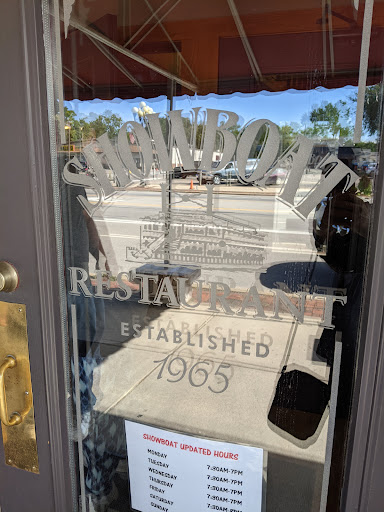 SHOWBOAT
RESTAURANT
ESTABLISHED
1965
SHOWBOAT UPDATED HOURS
MONDAY 7:30AM-7PM
TUESDAY 7:30AM-7PM
WEDNESDAY 7:30AM-7PM
THURSDAY 7:30AM-7PM
FRIDAY 7:30AM-7PM
SATURDAY 7:30AM-7PM
SUNDAY